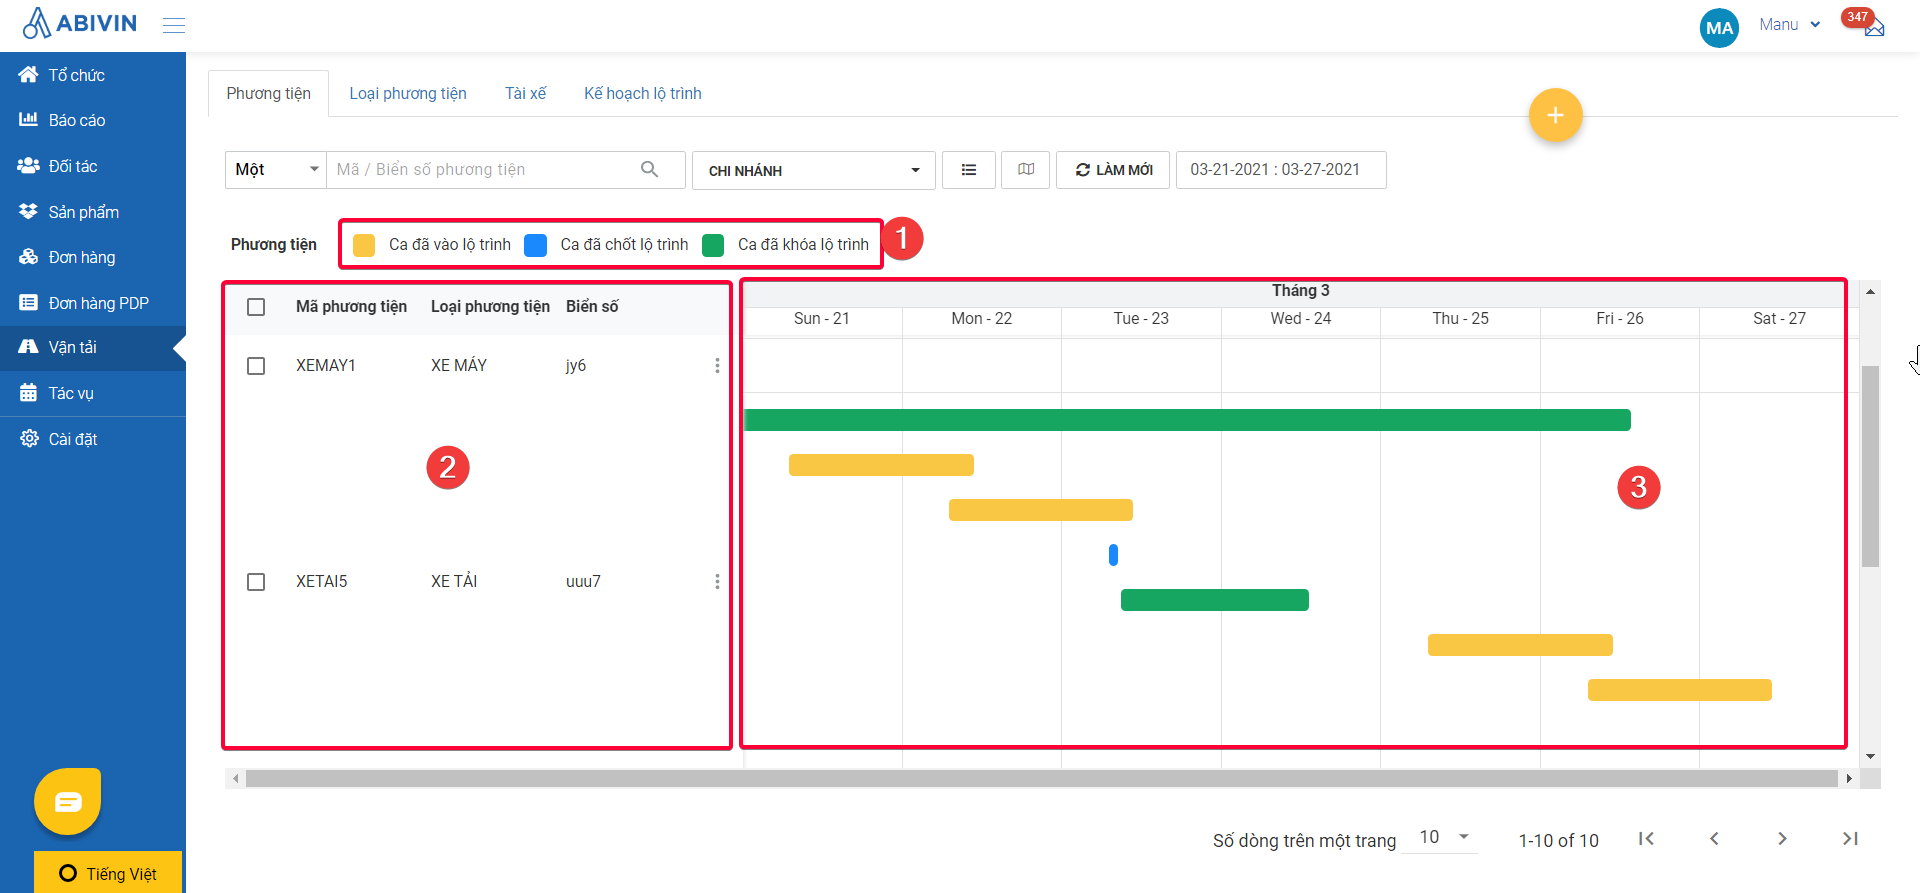 ABIVIN
MA Manu 347
Tổ chức
Báo cáo
Đối tác
Sản phẩm
Đơn hàng
Đơn hàng PDP
Vận tải
Tác vụ
Cài đặt
Tiếng Việt
Phương tiện Loại phương tiện Tài xế Kế hoạch lộ trình
+
Một Mã / Biển số phương tiện CHI NHÁNH LÀM MỚI 03-21-2021 : 03-27-2021
Phương tiện Ca đã vào lộ trình Ca đã chốt lộ trình Ca đã khóa lộ trình 1
Mã phương tiện Loại phương tiện Biển số
XEMAY1 XE MÁY jy6
2
XETAI5 XE TẢI uuu7
Tháng 3
Sun - 21 Mon - 22 Tue - 23 Wed - 24 Thu - 25 Fri - 26 Sat - 27
3
Số dòng trên một trang 10 1-10 of 10